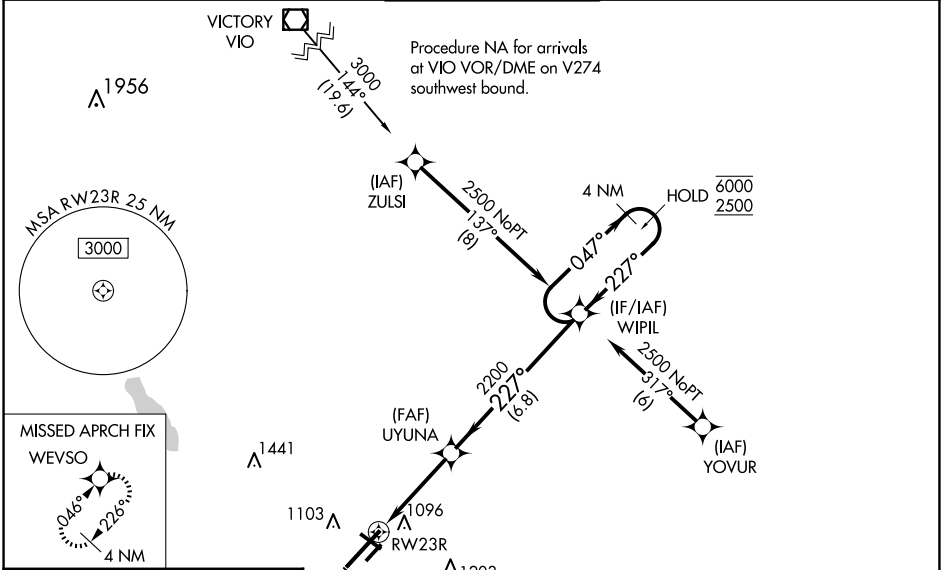 VICTORY
VIO
3000
144°
(19.6)
Procedure NA for arrivals
at VIO VOR/DME on V274
southwest bound.
1956
(IAF)
ZULSI
2500 NoPT
137°
(8)
4 NM
HOLD
6000
2500
047°
227°
MSA RW23R 25 NM
3000
(IF/IAF)
WIPIL
2500 NoPT
317°
(6)
(IAF)
YOVUR
2200
227°
(6.8)
(FAF)
UYUNA
MISSED APRCH FIX
WEVSO
046°
226°
4 NM
1441
1103
1096
RW23R